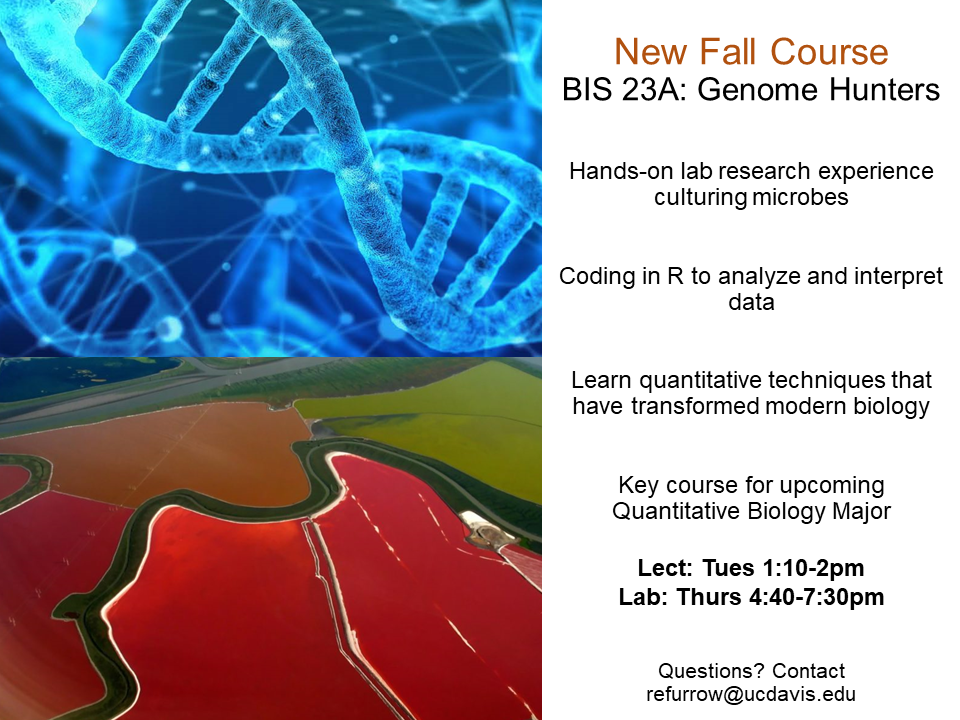 New Fall Course
BIS 23A: Genome Hunters
Hands-on lab research experience
culturing microbes
Coding in R to analyze and interpret
data
Learn quantitative techniques that
have transformed modern biology
Key course for upcoming
Quantitative Biology Major
Lect: Tues 1:10-2pm
Lab: Thurs 4:40-7:30pm
Questions? Contact
refurrow@ucdavis.edu